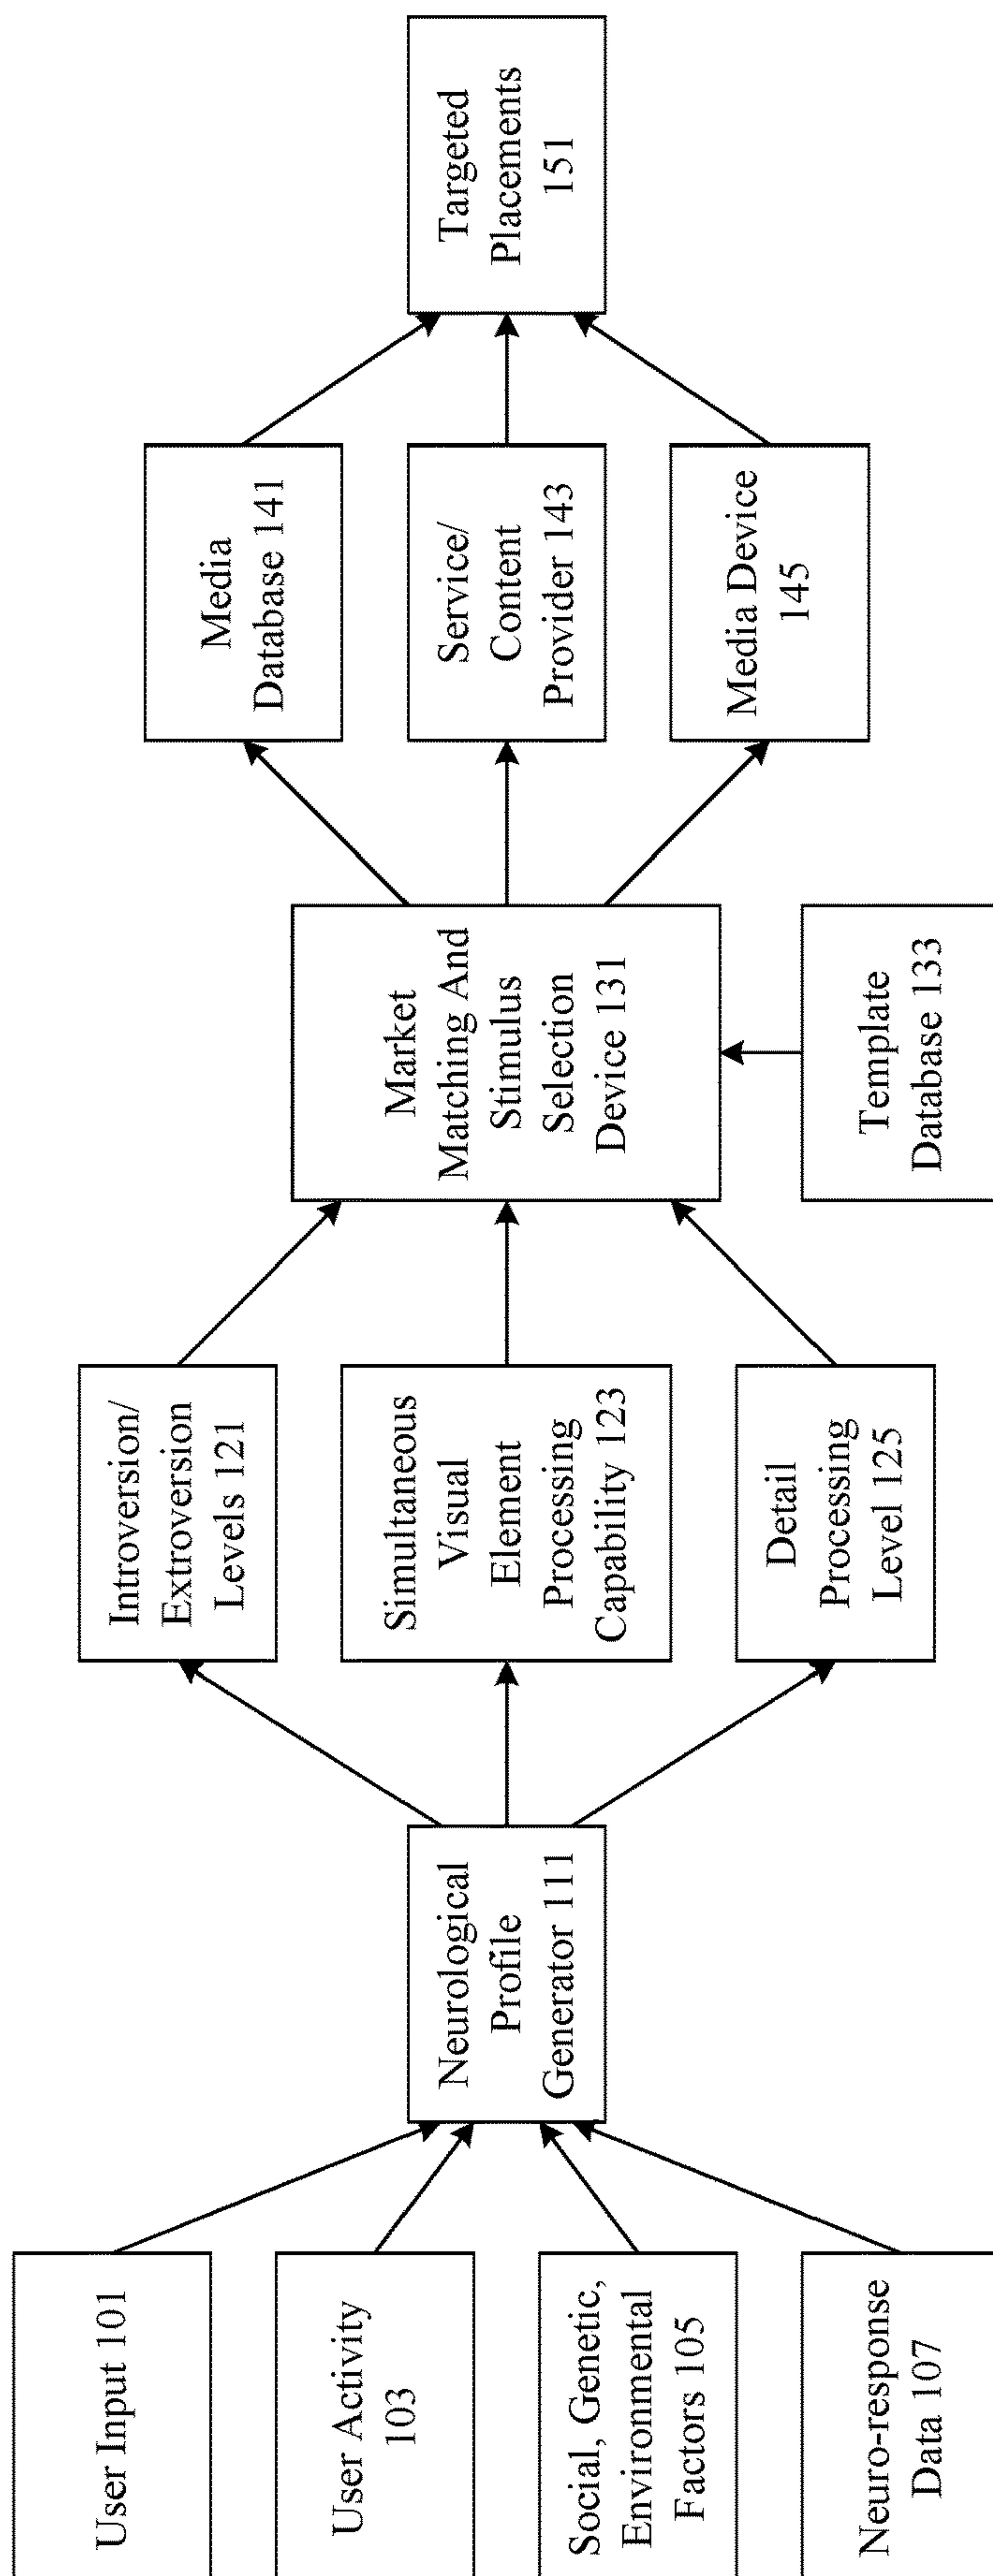 User Input 101
User Activity
103
Social, Genetic,
Environmental
Factors 105
Neuro-response
Data 107
Neurological
Profile
Generator 111
Introversion/
Extroversion
Levels 121
Simultaneous
Visual
Element
Processing
Capability 123
Detail
Processing
Level 125
Market
Matching And
Stimulus
Selection
Device 131
Template
Database 133
Media
Database 141
Service/
Content
Provider 143
Media Device
145
Targeted
Placements
151